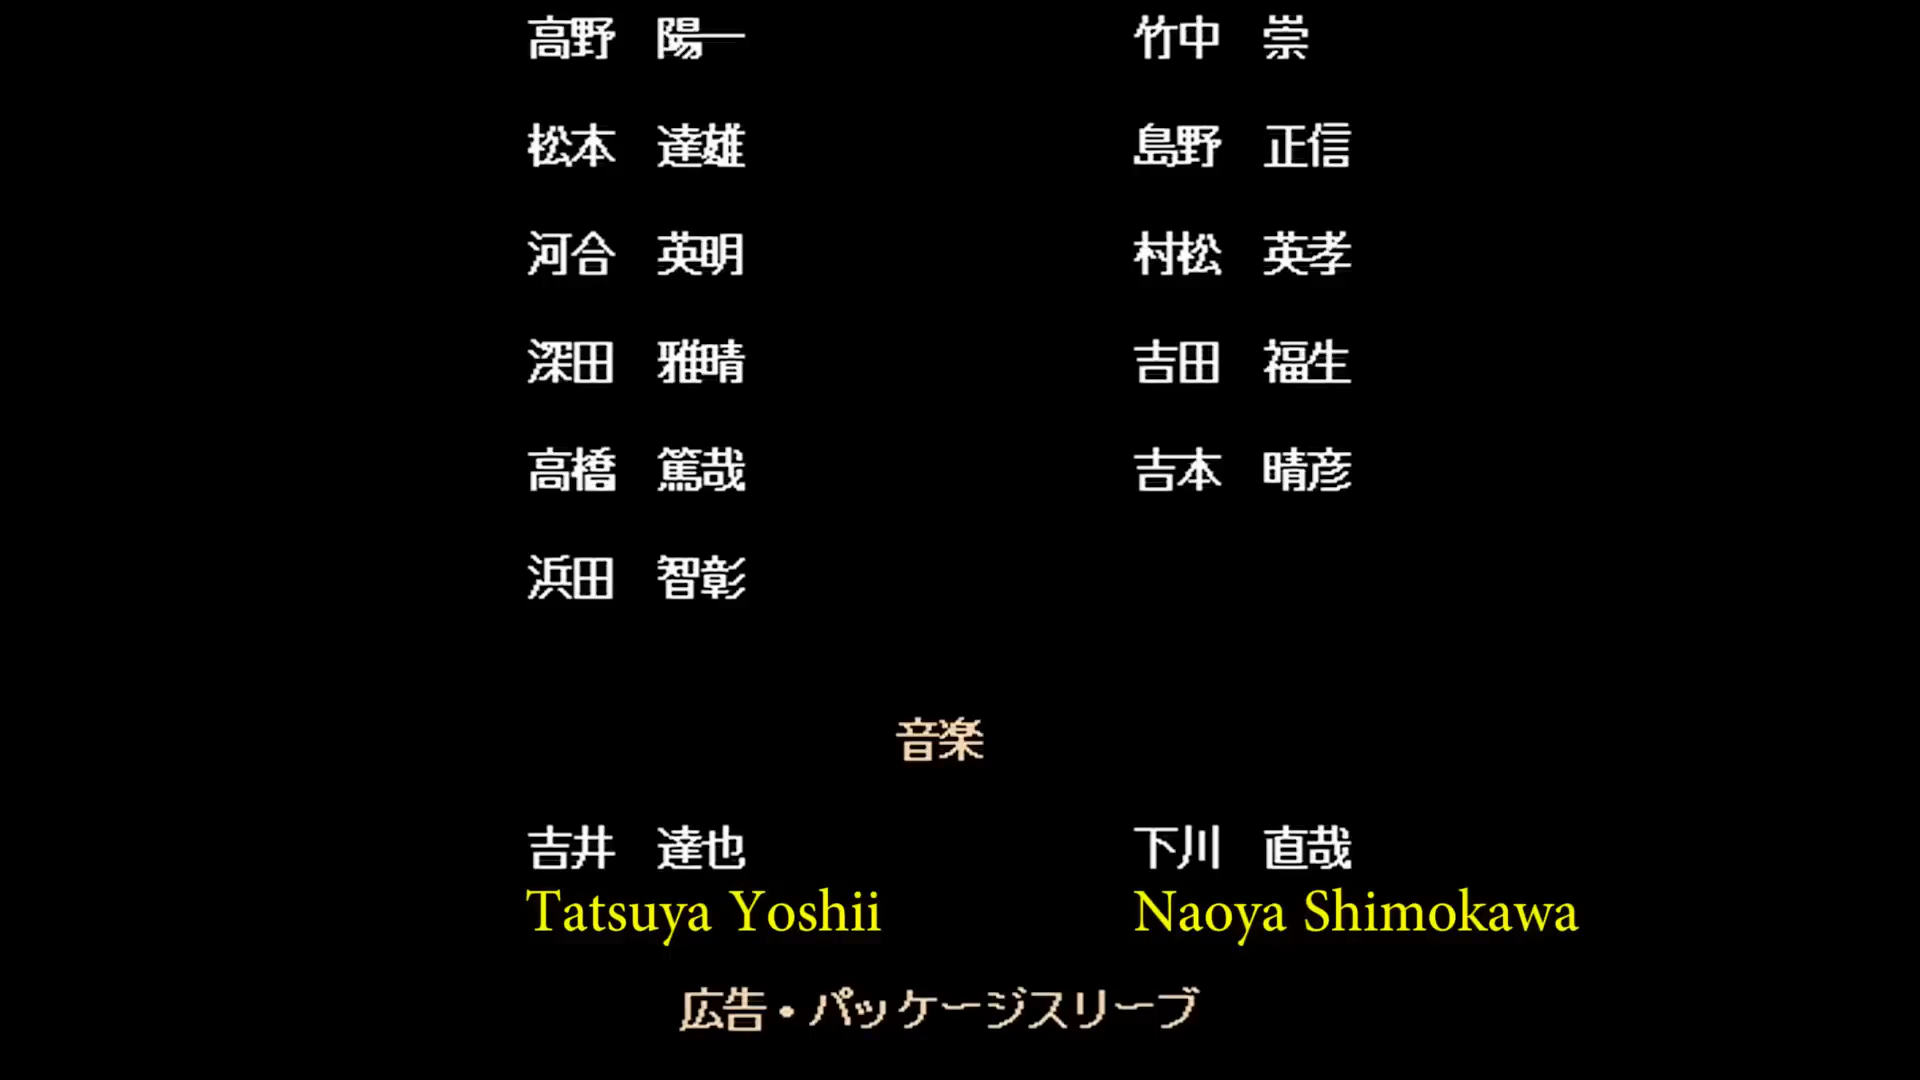 高野　陽一　竹中　崇
松本　達雄　島野　正信
河合　英明　村松　英孝
深田　雅晴　吉田　福生
高橋　篤哉　吉本　晴彦
浜田　智彰
音楽
吉井　達也　下川　直哉
Tatsuya Yoshii　Naoya Shimokawa
広告・パッケージスリーブ